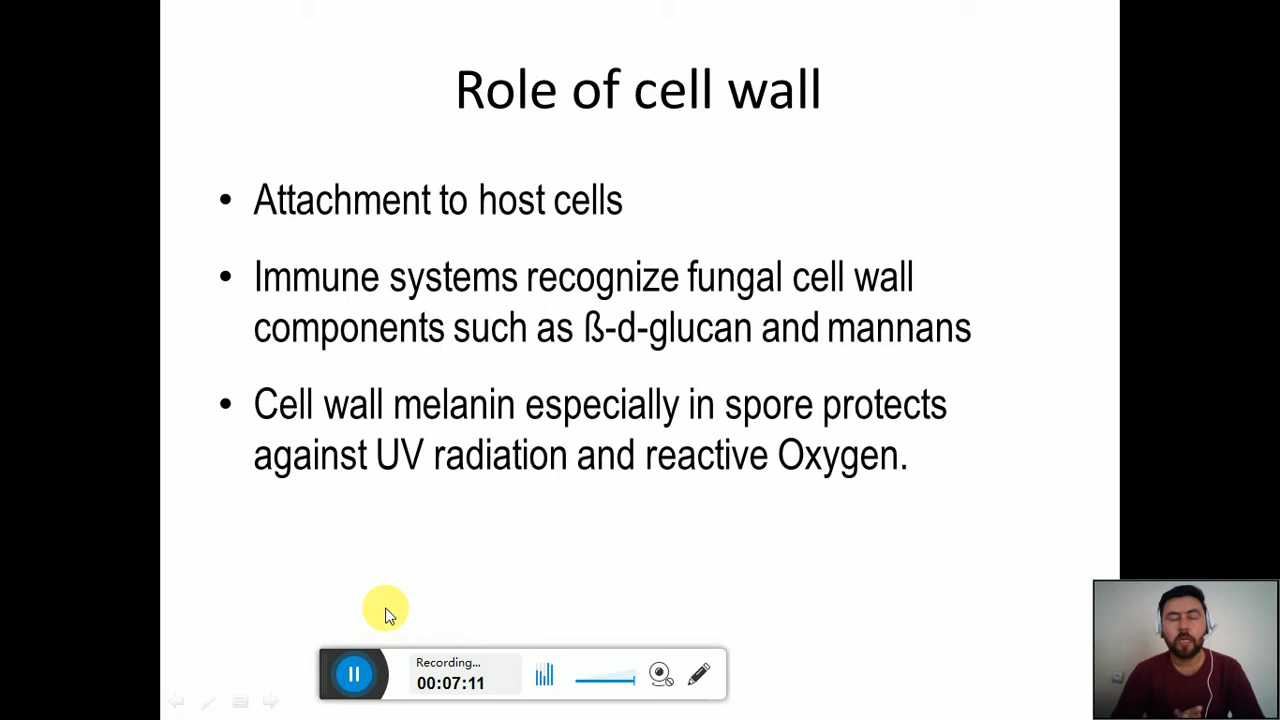 Role of cell wall
• Attachment to host cells
• Immune systems recognize fungal cell wall
components such as ß-d-glucan and mannans
• Cell wall melanin especially in spore protects
against UV radiation and reactive Oxygen.
Recording...
00:07:11